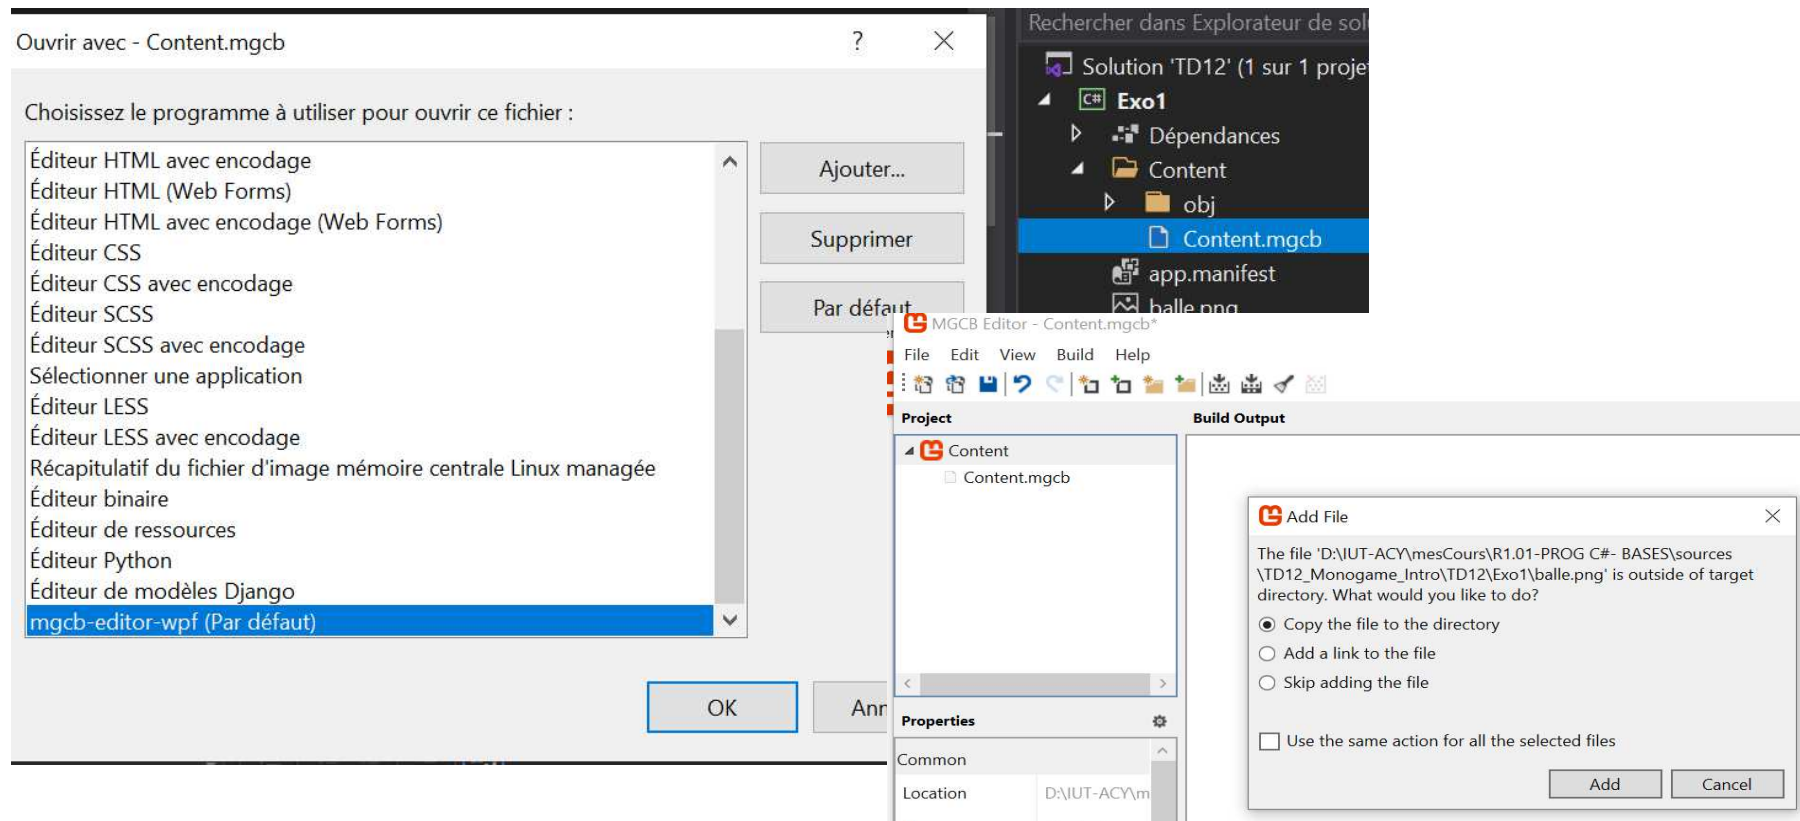 Ouvrir avec - Content.mgcb
?
Choisissez le programme à utiliser pour ouvrir ce fichier :
Éditeur HTML avec encodage
Éditeur HTML (Web Forms)
Éditeur HTML avec encodage (Web Forms)
Éditeur CSS
Éditeur CSS avec encodage
Éditeur SCSS
Éditeur SCSS avec encodage
Sélectionner une application
Éditeur LESS
Éditeur LESS avec encodage
Récapitulatif du fichier d'image mémoire centrale Linux managée
Éditeur binaire
Éditeur de ressources
Éditeur Python
Éditeur de modèles Django
mgcb-editor-wpf (Par défaut)
Ajouter...
Supprimer
Par défaut
OK
Ann
Rechercher dans Explorateur de sol
Solution 'TD12' (1 sur 1 proje
C# Exo1
Dépendances
Content
obj
Content.mgcb
app.manifest
balle.png
MGCB Editor - Content.mgcb*
File Edit View Build Help
Project
Content
Content.mgcb
Properties
Common
Location D:\IUT-ACY\m
Build Output
Add File
The file 'D:\IUT-ACY\mesCours\R1.01-PROG C#- BASES\sources
\TD12_Monogame_Intro\TD12\Exo1\balle.png' is outside of target
directory. What would you like to do?
Copy the file to the directory
Add a link to the file
Skip adding the file
Use the same action for all the selected files
Add
Cancel